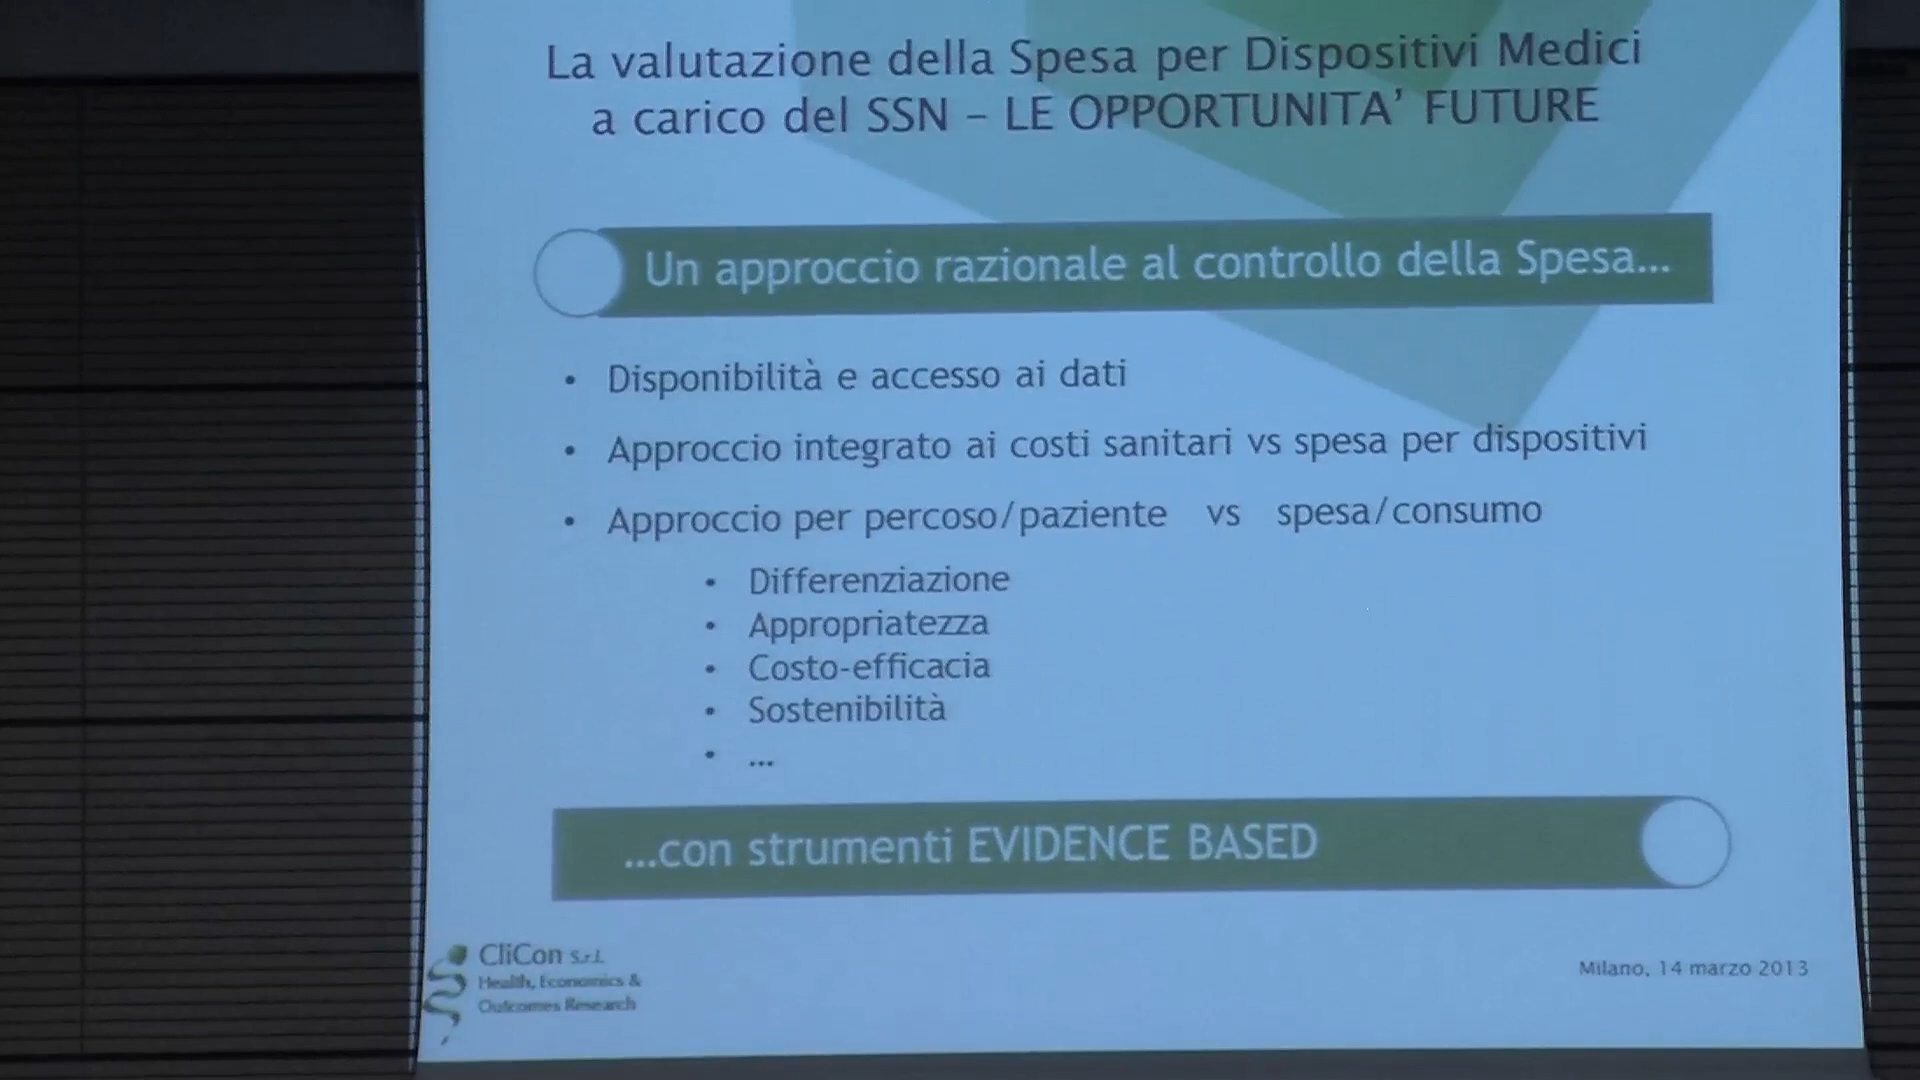 La valutazione della Spesa per Dispositivi Medici
a carico del SSN – LE OPPORTUNITA’ FUTURE
Un approccio razionale al controllo della Spesa...
• Disponibilità e accesso ai dati
• Approccio integrato ai costi sanitari vs spesa per dispositivi
• Approccio per percoso/paziente vs spesa/consumo
• Differenziazione
• Appropriatezza
• Costo-efficacia
• Sostenibilità
• ...
...con strumenti EVIDENCE BASED
CliCon S.r.l.
Health, Economics &
Outcomes Research
Milano, 14 marzo 2013